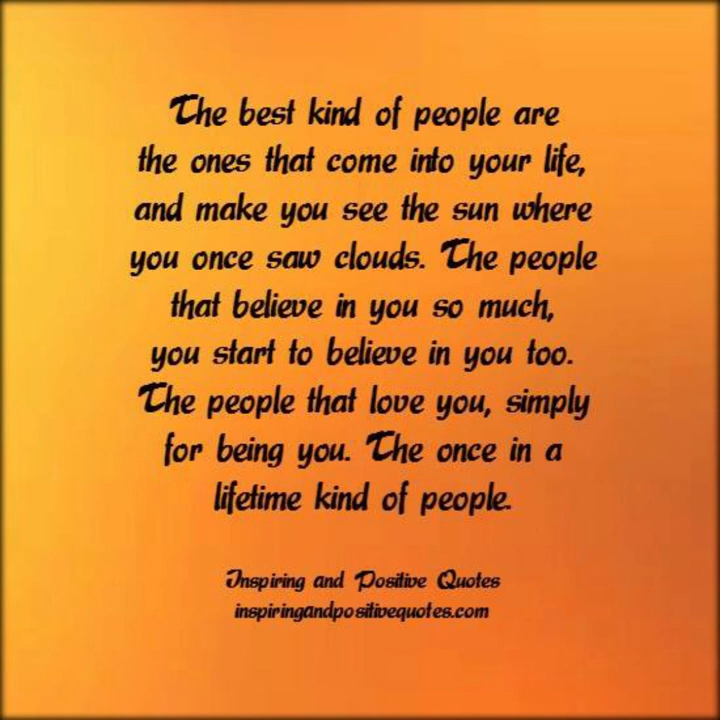 The best kind of people are
the ones that come into your life,
and make you see the sun where
you once saw clouds. The people
that believe in you so much,
you start to believe in you too.
The people that love you, simply
for being you. The once in a
lifetime kind of people.
Inspiring and Positive Quotes
inspiringandpositivequotes.com